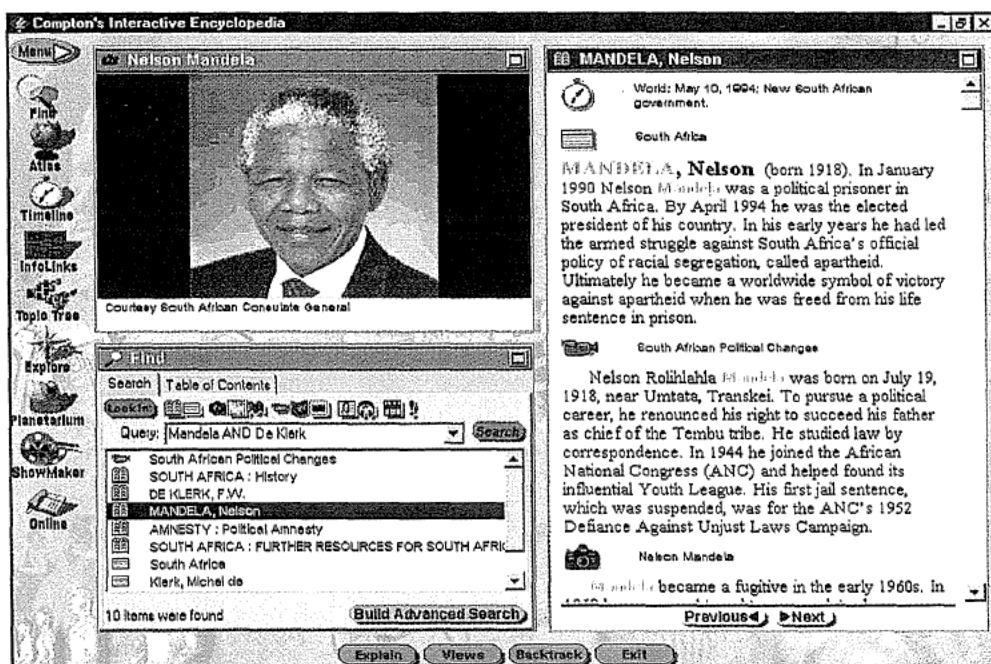 Compton's Interactive Encyclopedia
Menu
Find
Atlas
Timeline
InfoLinks
Topic Tree
Explore
Planetarium
ShowMaker
Online
Nelson Mandela
Courtesy South African Consulate General
Find
Search Table of Contents
Look In:
Query: Mandela AND De Klerk Search
South African Political Changes
SOUTH AFRICA : History
DE KLERK, F.W.
MANDELA, Nelson
AMNESTY : Political Amnesty
SOUTH AFRICA : FURTHER RESOURCES FOR SOUTH AFRIC
South Africa
Klerk, Michel de
10 items were found Build Advanced Search
MANDELA, Nelson
World: May 10, 1994: New South African
government.
South Africa
MANDELA, Nelson (born 1918). In January
1990 Nelson Mandela was a political prisoner in
South Africa. By April 1994 he was the elected
president of his country. In his early years he had led
the armed struggle against South Africa's official
policy of racial segregation, called apartheid.
Ultimately he became a worldwide symbol of victory
against apartheid when he was freed from his life
sentence in prison.
South African Political Changes
Nelson Rolihlahla Mandela was born on July 19,
1918, near Umtata, Transkei. To pursue a political
career, he renounced his right to succeed his father
as chief of the Tembu tribe. He studied law by
correspondence. In 1944 he joined the African
National Congress (ANC) and helped found its
influential Youth League. His first jail sentence,
which was suspended, was for the ANC's 1952
Defiance Against Unjust Laws Campaign.
Nelson Mandela
Mandela became a fugitive in the early 1960s. In
Previous Next
Explain Views Backtrack Exit